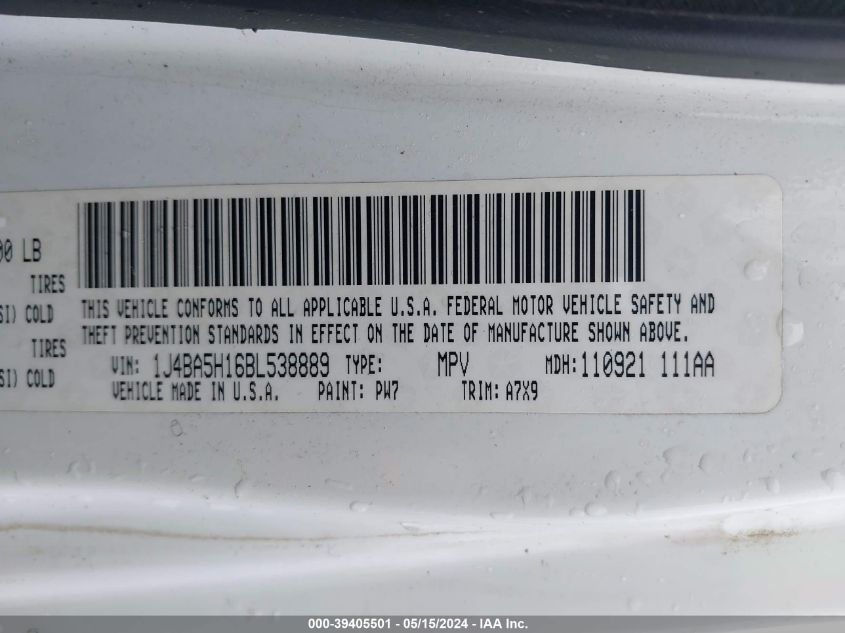 00 LB
TIRES
SI) COLD
TIRES
SI) COLD
THIS VEHICLE CONFORMS TO ALL APPLICABLE U.S.A. FEDERAL MOTOR VEHICLE SAFETY AND
THEFT PREVENTION STANDARDS IN EFFECT ON THE DATE OF MANUFACTURE SHOWN ABOVE.
VIN: 1J4BA5H16BL538889 TYPE: MPV MDH: 110921 111AA
VEHICLE MADE IN U.S.A. PAINT: PW7 TRIM: A7X9
000-39405501 - 05/15/2024 - IAA Inc.